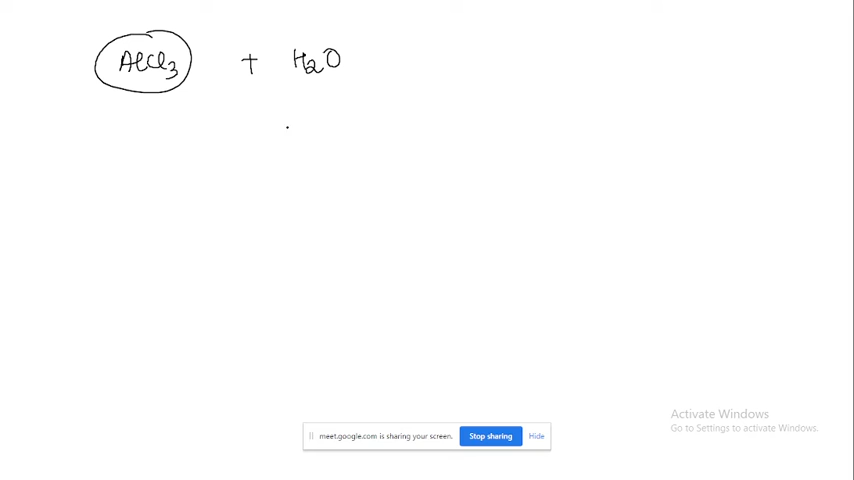 AlCl₃ + H₂O
meet.google.com is sharing your screen. Stop sharing Hide
Activate Windows
Go to Settings to activate Windows.